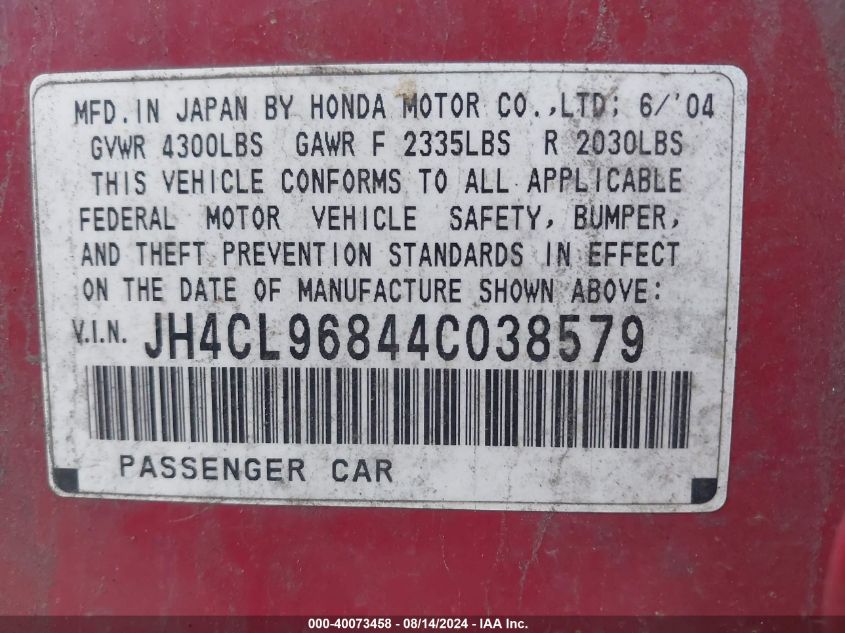 MFD. IN JAPAN BY HONDA MOTOR CO.,LTD; 6/'04
GVWR 4300LBS GAWR F 2335LBS R 2030LBS
THIS VEHICLE CONFORMS TO ALL APPLICABLE
FEDERAL MOTOR VEHICLE SAFETY, BUMPER,
AND THEFT PREVENTION STANDARDS IN EFFECT
ON THE DATE OF MANUFACTURE SHOWN ABOVE:
V.I.N. JH4CL96844C038579
PASSENGER CAR
000-40073458 - 08/14/2024 - IAA Inc.